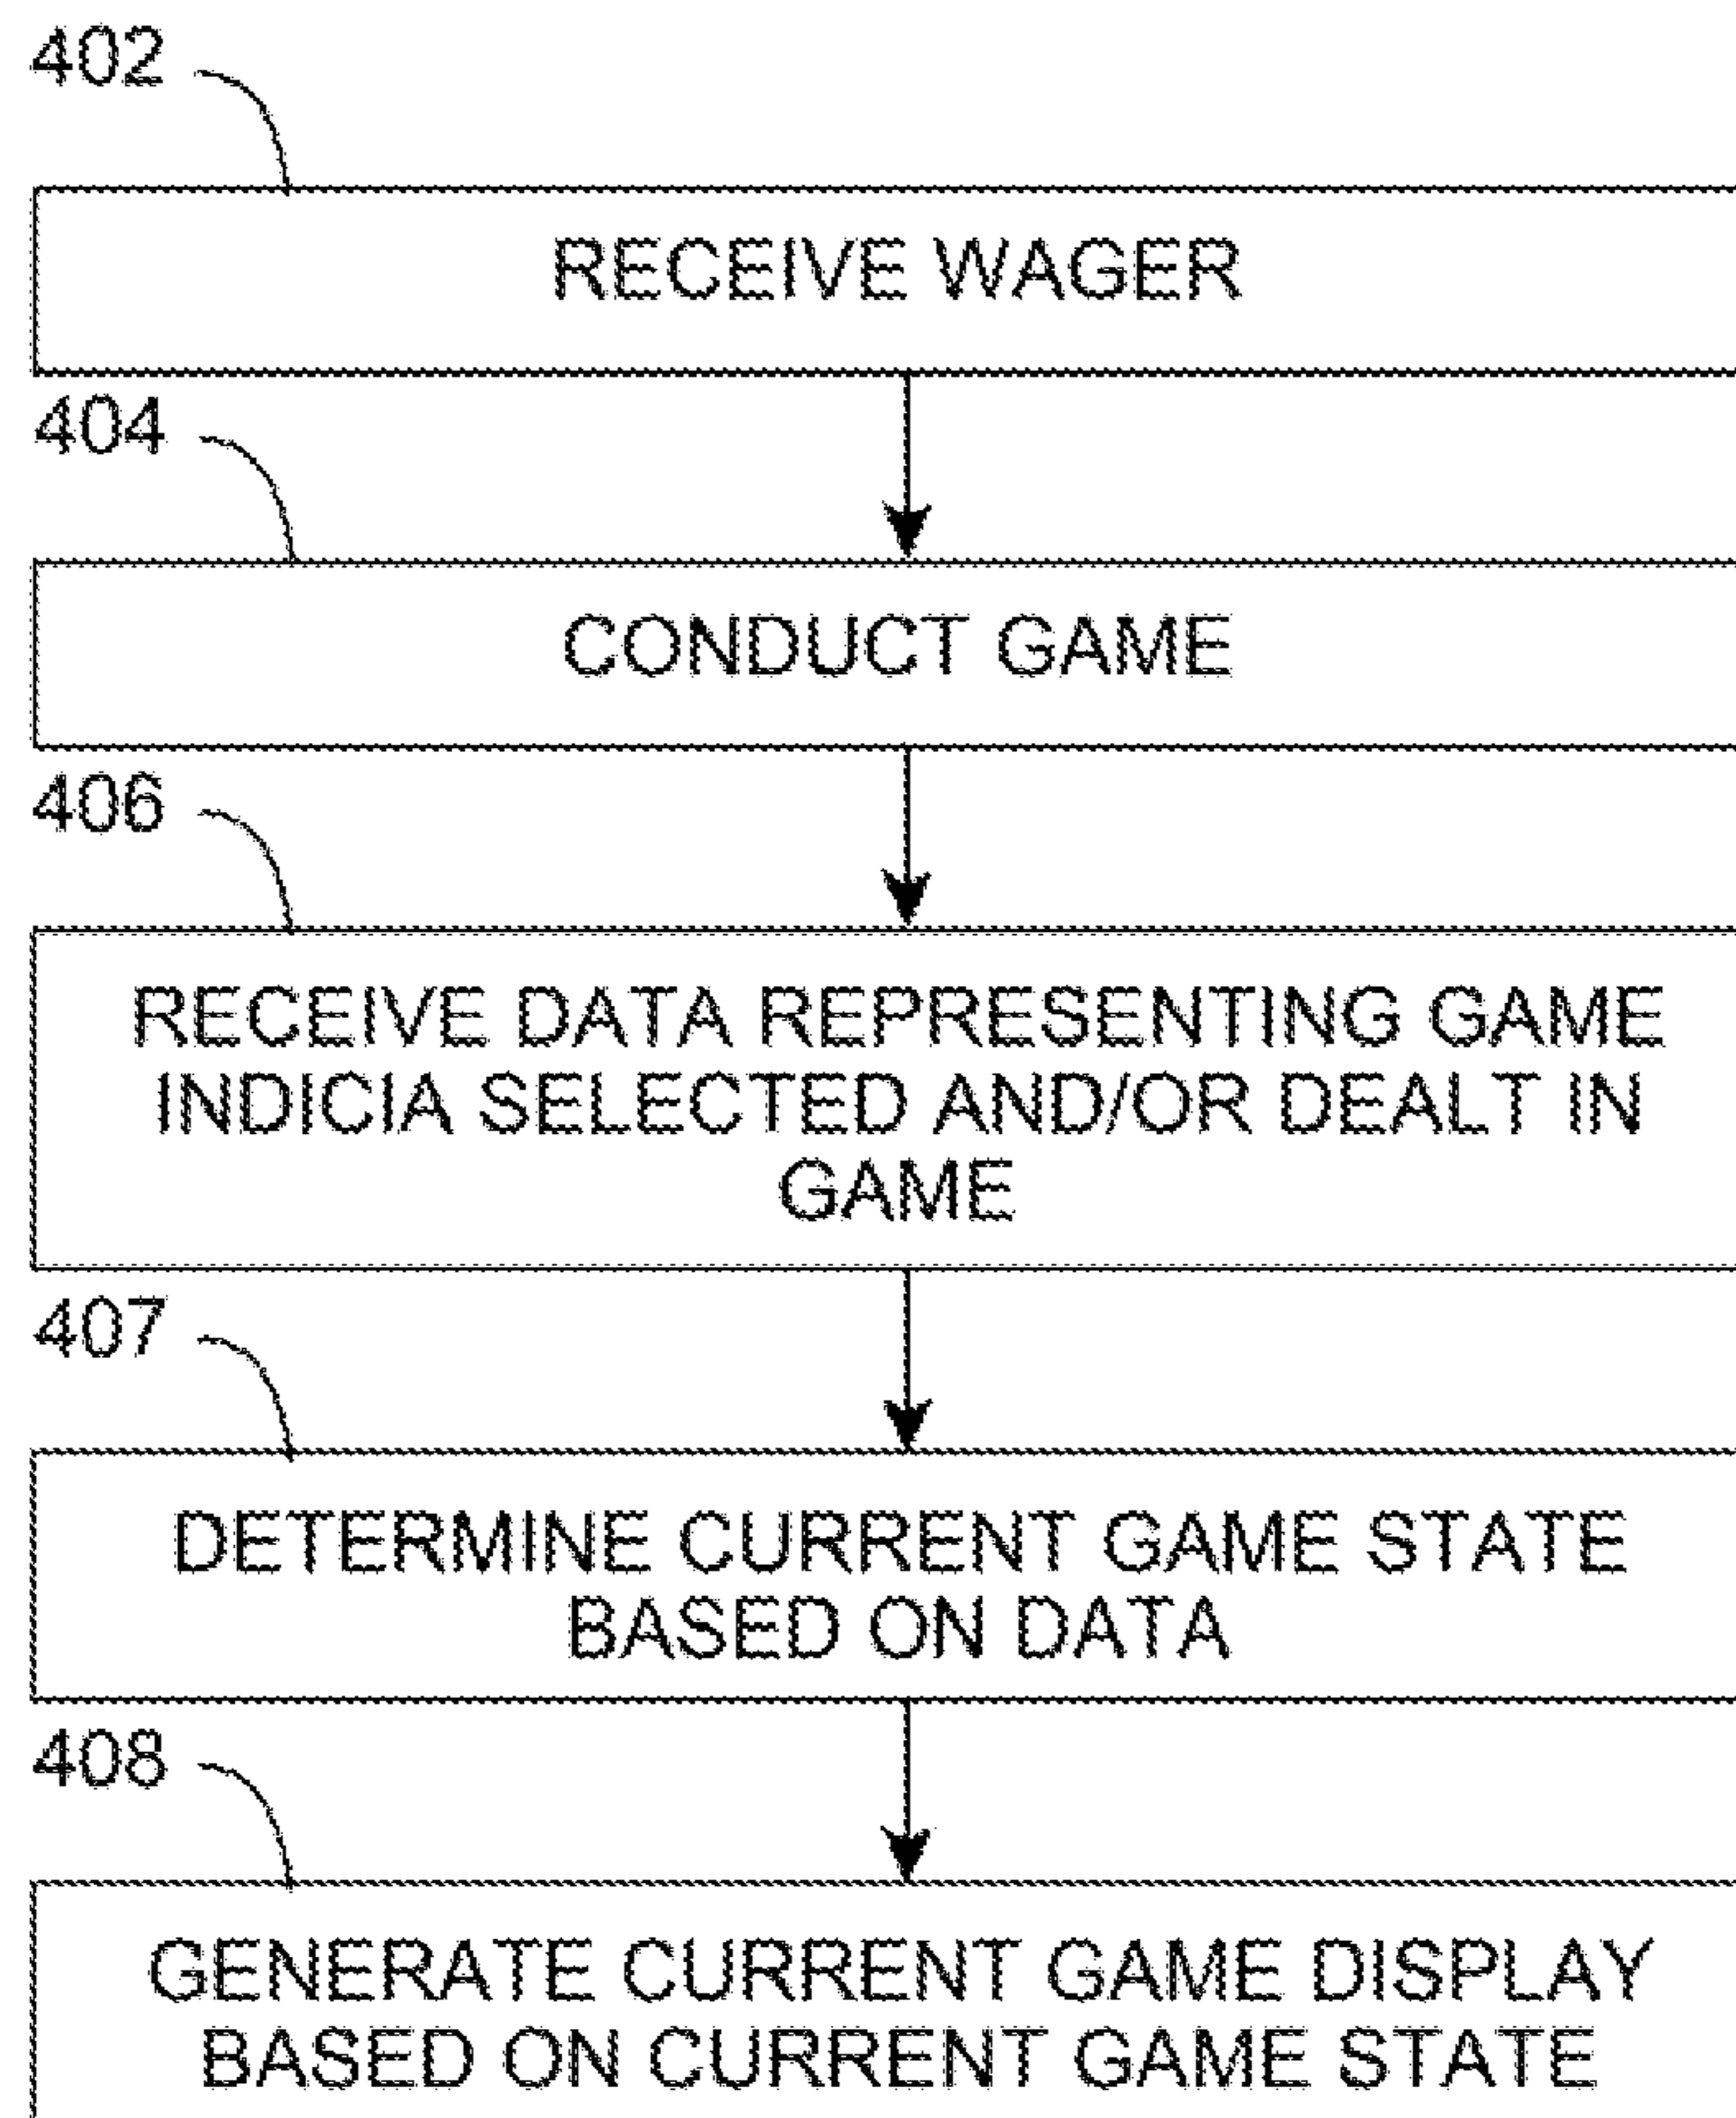 402
RECEIVE WAGER
404
CONDUCT GAME
406
RECEIVE DATA REPRESENTING GAME
INDICIA SELECTED AND/OR DEALT IN
GAME
407
DETERMINE CURRENT GAME STATE
BASED ON DATA
408
GENERATE CURRENT GAME DISPLAY
BASED ON CURRENT GAME STATE